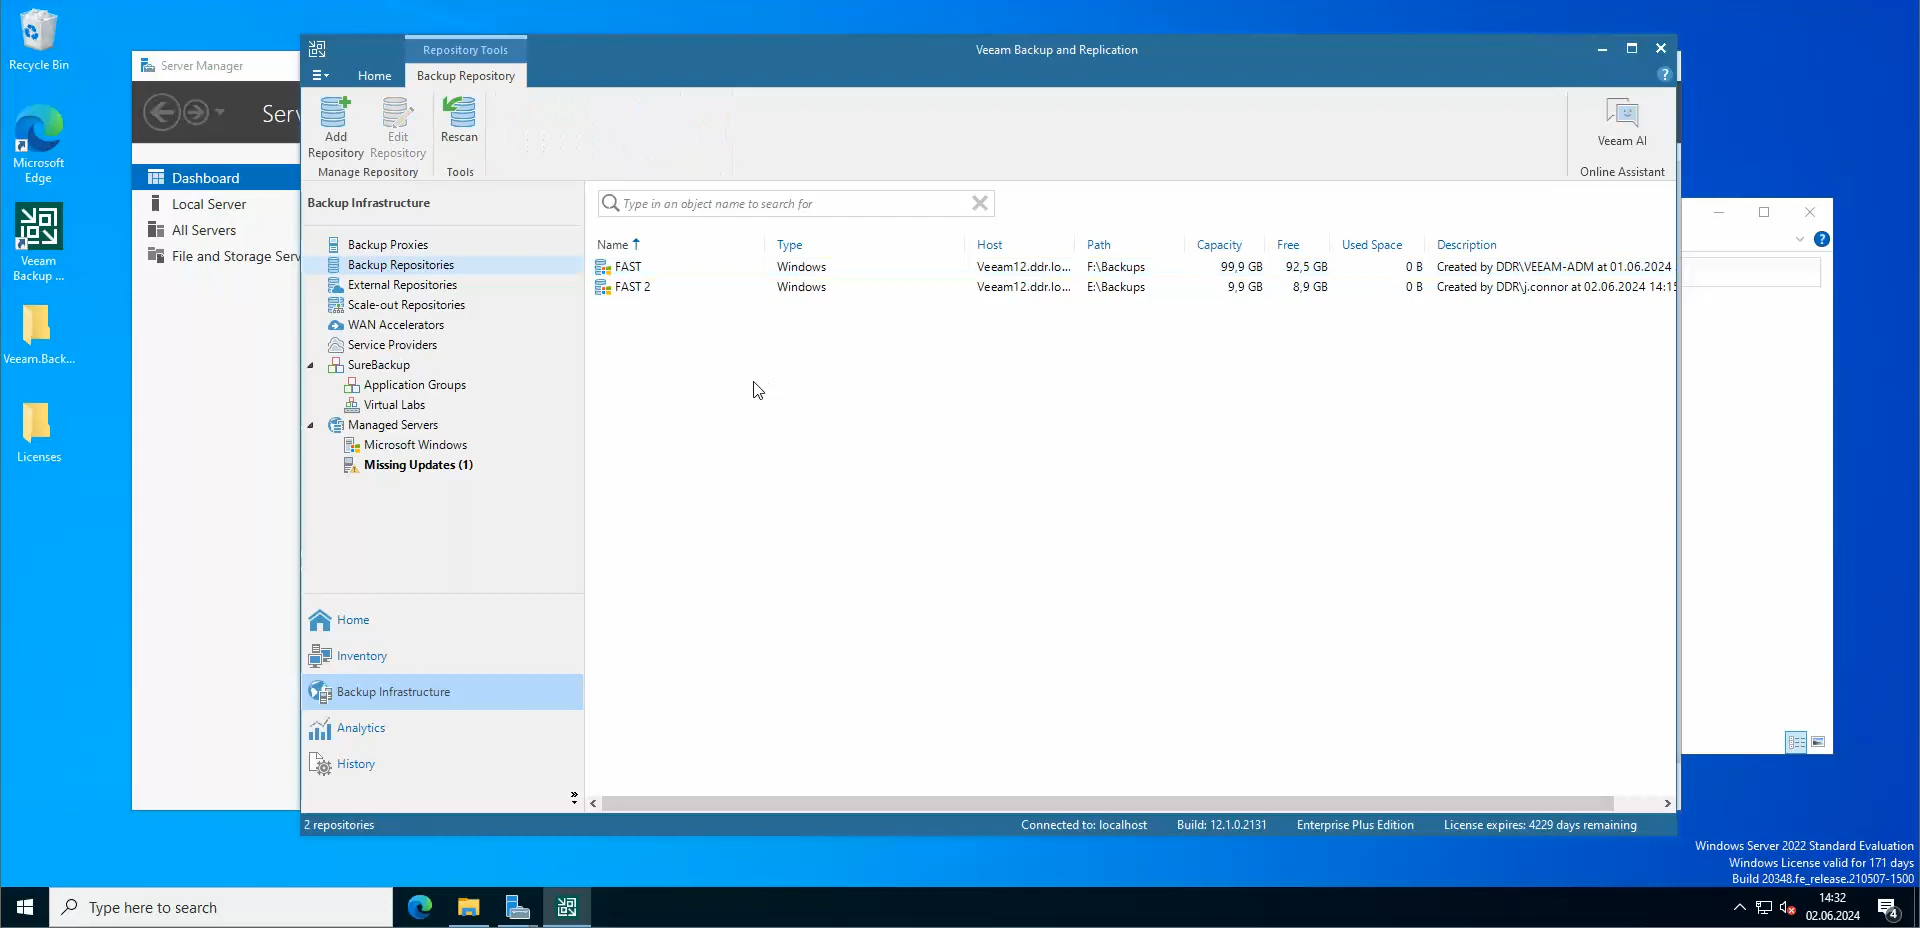 Recycle Bin
Microsoft
Edge
Veeam
Backup ...
Veeam.Back...
Licenses
Server Manager
Serv
Dashboard
Local Server
All Servers
File and Storage Serv
Repository Tools
Veeam Backup and Replication
Home
Backup Repository
Add
Repository
Edit
Repository
Manage Repository
Rescan
Tools
Veeam AI
Online Assistant
Backup Infrastructure
Backup Proxies
Backup Repositories
External Repositories
Scale-out Repositories
WAN Accelerators
Service Providers
SureBackup
Application Groups
Virtual Labs
Managed Servers
Microsoft Windows
Missing Updates (1)
Home
Inventory
Backup Infrastructure
Analytics
History
Type in an object name to search for
Name Type Host Path Capacity Free Used Space Description
FAST Windows Veeam12.ddr.lo... F:\Backups 99,9 GB 92,5 GB 0 B Created by DDR\VEEAM-ADM at 01.06.2024
FAST 2 Windows Veeam12.ddr.lo... E:\Backups 9,9 GB 8,9 GB 0 B Created by DDR\j.connor at 02.06.2024 14:15
2 repositories
Connected to: localhost Build: 12.1.0.2131 Enterprise Plus Edition License expires: 4229 days remaining
Windows Server 2022 Standard Evaluation
Windows License valid for 171 days
Build 20348.fe_release.210507-1500
Type here to search
14:32
02.06.2024
4